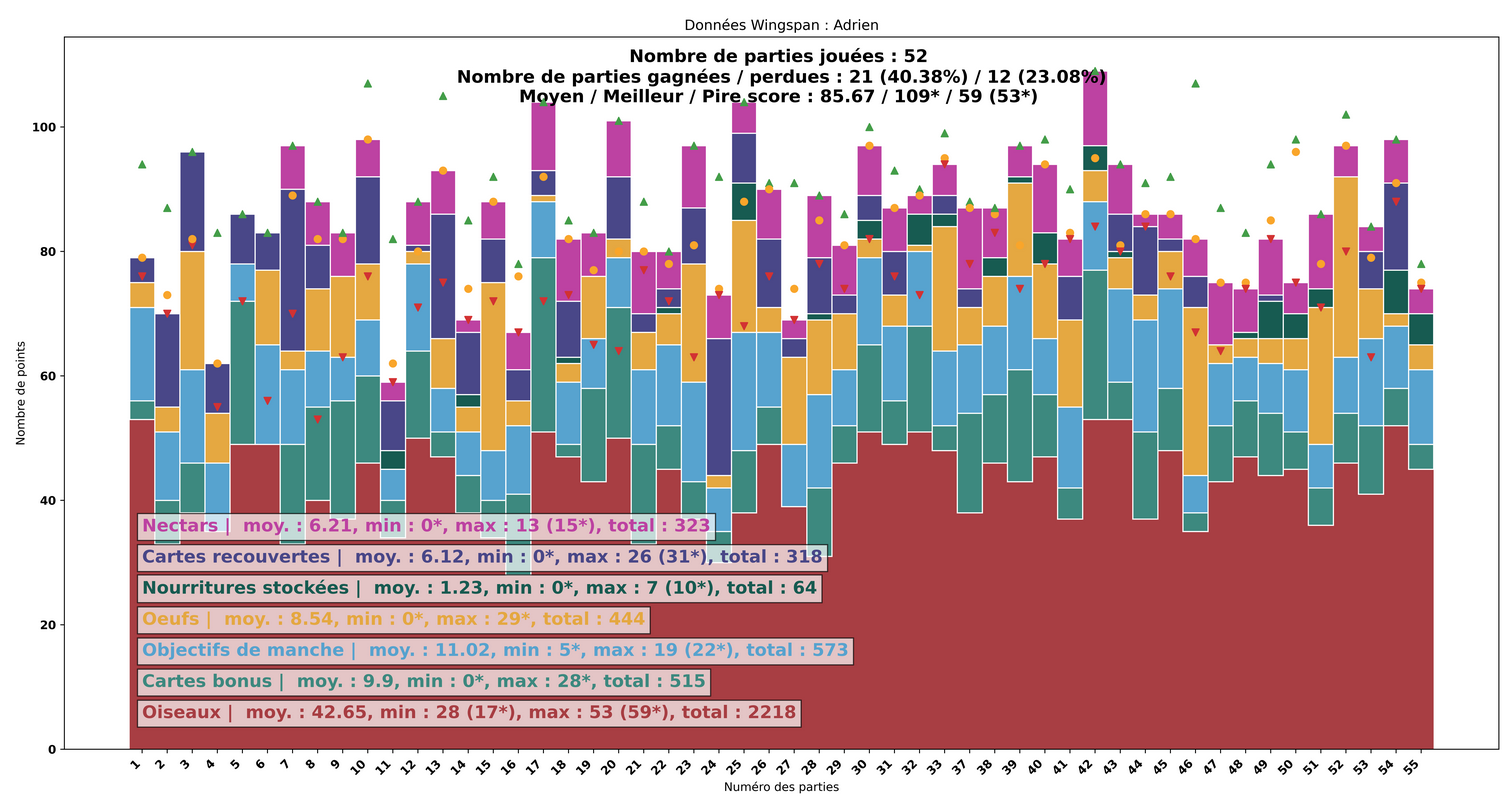 Données Wingspan : Adrien
Nombre de parties jouées : 52
Nombre de parties gagnées / perdues : 21 (40.38%) / 12 (23.08%)
Moyen / Meilleur / Pire score : 85.67 / 109* / 59 (53*)
100
80
60
40
20
0
Nombre de points
Nectars | moy. : 6.21, min : 0*, max : 13 (15*), total : 323
Cartes recouvertes | moy. : 6.12, min : 0*, max : 26 (31*), total : 318
Nourritures stockées | moy. : 1.23, min : 0*, max : 7 (10*), total : 64
Oeufs | moy. : 8.54, min : 0*, max : 29*, total : 444
Objectifs de manche | moy. : 11.02, min : 5*, max : 19 (22*), total : 573
Cartes bonus | moy. : 9.9, min : 0*, max : 28*, total : 515
Oiseaux | moy. : 42.65, min : 28 (17*), max : 53 (59*), total : 2218
1 2 3 4 5 6 7 8 9 10 11 12 13 14 15 16 17 18 19 20 21 22 23 24 25 26 27 28 29 30 31 32 33 37 38 39 40 41 42 43 44 45 46 47 48 49 50 51 52 53 54 55
Numéro des parties